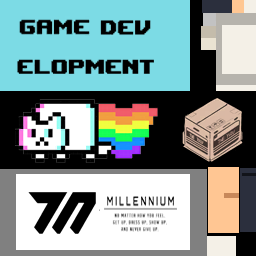 GAME DEV
ELOPMENT
MILLENNIUM
NO MATTER HOW YOU FEEL,
GET UP, DRESS UP, SHOW UP,
AND NEVER GIVE UP.